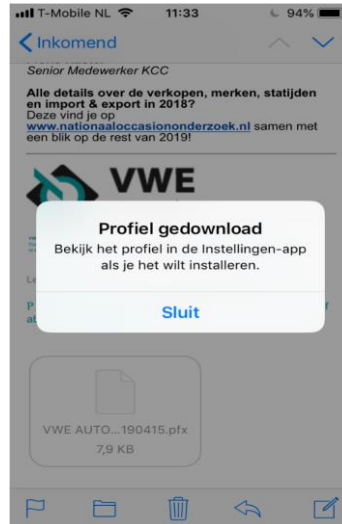 T-Mobile NL 11:33 94%
Inkomend
Senior Medewerker KCC
Alle details over de verkopen, merken, statijden
en import & export in 2018?
Deze vind je op
www.nationaaloccasiononderzoek.nl samen met
een blik op de rest van 2019!
VWE
Profiel gedownload
Bekijk het profiel in de Instellingen-app
als je het wilt installeren.
Sluit
VWE AUTO...190415.pfx
7,9 KB